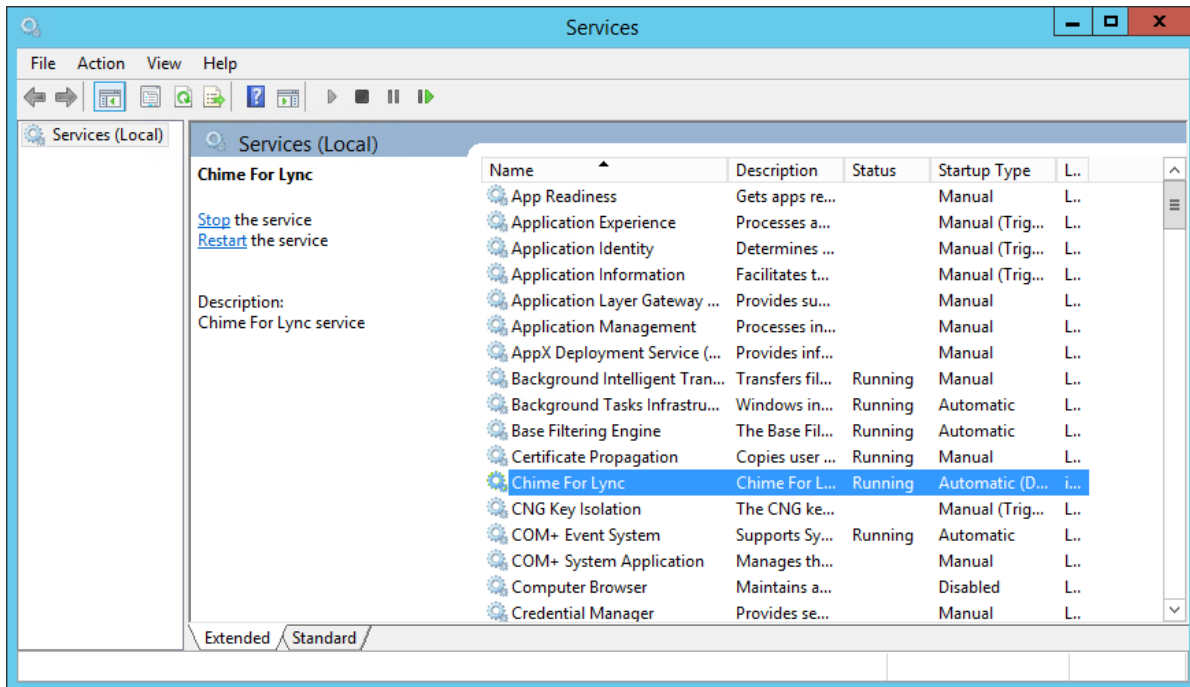 Services
File Action View Help
Services (Local)
Services (Local)
Chime For Lync
Stop the service
Restart the service
Description:
Chime For Lync service
Name Description Status Startup Type L..
App Readiness Gets apps re... Manual L..
Application Experience Processes a... Manual (Trig... L..
Application Identity Determines ... Manual (Trig... L..
Application Information Facilitates t... Manual (Trig... L..
Application Layer Gateway ... Provides su... Manual L..
Application Management Processes in... Manual L..
AppX Deployment Service (... Provides inf... Manual L..
Background Intelligent Tran... Transfers fil... Running Manual L..
Background Tasks Infrastru... Windows in... Running Automatic L..
Base Filtering Engine The Base Fil... Running Automatic L..
Certificate Propagation Copies user ... Running Manual L..
Chime For Lync Chime For L... Running Automatic (D... i...
CNG Key Isolation The CNG ke... Manual (Trig... L..
COM+ Event System Supports Sy... Running Automatic L..
COM+ System Application Manages th... Manual L..
Computer Browser Maintains a... Disabled L..
Credential Manager Provides se... Manual L..
Extended Standard